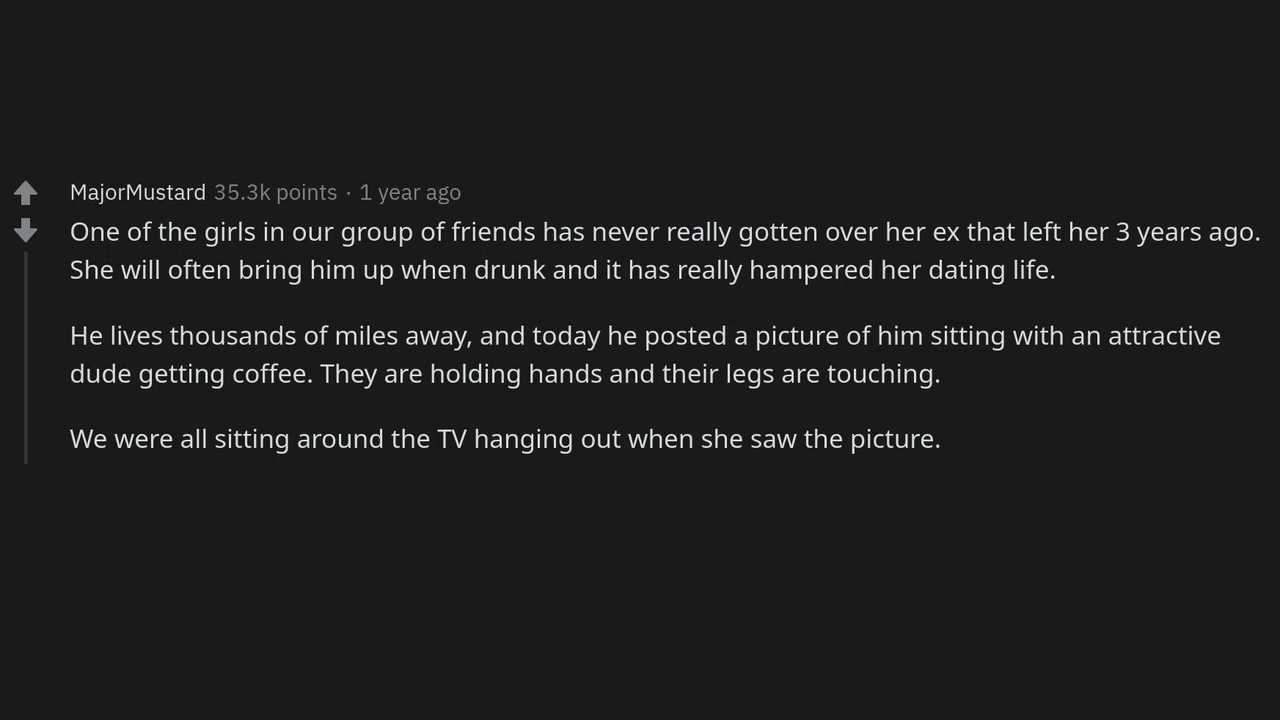 MajorMustard 35.3k points · 1 year ago
One of the girls in our group of friends has never really gotten over her ex that left her 3 years ago.
She will often bring him up when drunk and it has really hampered her dating life.
He lives thousands of miles away, and today he posted a picture of him sitting with an attractive
dude getting coffee. They are holding hands and their legs are touching.
We were all sitting around the TV hanging out when she saw the picture.